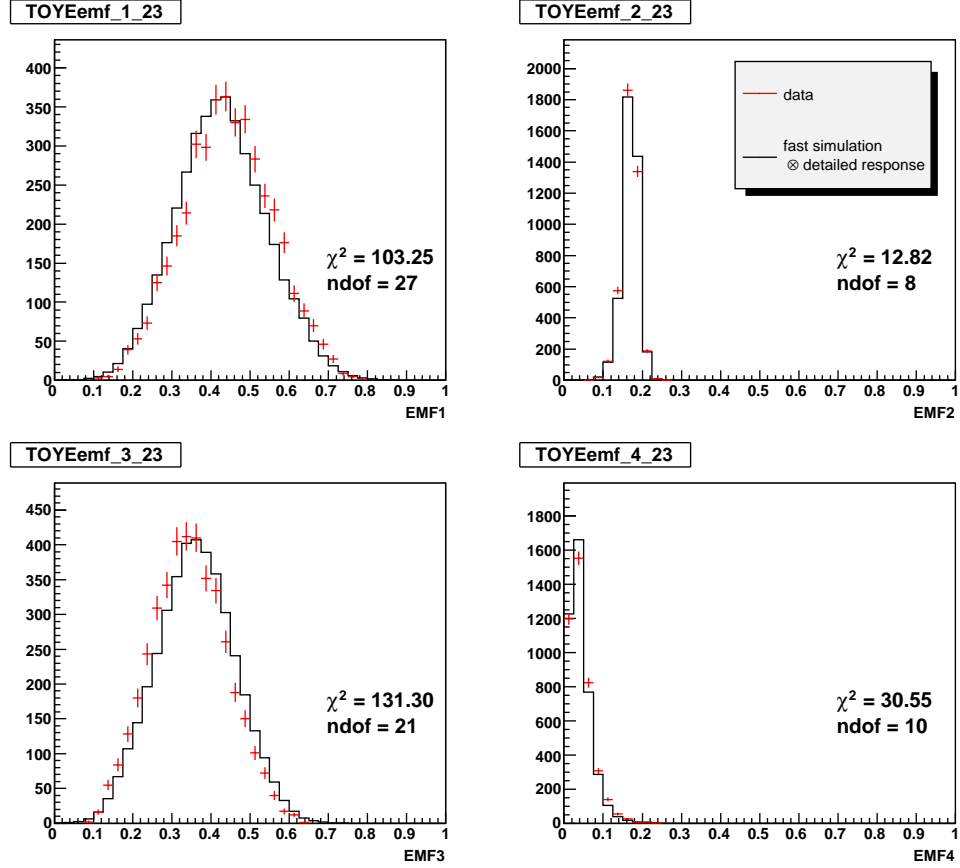 TOYEemf_1_23
400
350
300
250
200
150
100
50
0
χ² = 103.25
ndof = 27
0 0.1 0.2 0.3 0.4 0.5 0.6 0.7 0.8 0.9 1
EMF1
TOYEemf_2_23
2000
1800
1600
1400
1200
1000
800
600
400
200
0
data
fast simulation
⊗ detailed response
χ² = 12.82
ndof = 8
0 0.1 0.2 0.3 0.4 0.5 0.6 0.7 0.8 0.9 1
EMF2
TOYEemf_3_23
450
400
350
300
250
200
150
100
50
0
χ² = 131.30
ndof = 21
0 0.1 0.2 0.3 0.4 0.5 0.6 0.7 0.8 0.9 1
EMF3
TOYEemf_4_23
1800
1600
1400
1200
1000
800
600
400
200
0
χ² = 30.55
ndof = 10
0 0.1 0.2 0.3 0.4 0.5 0.6 0.7 0.8 0.9 1
EMF4